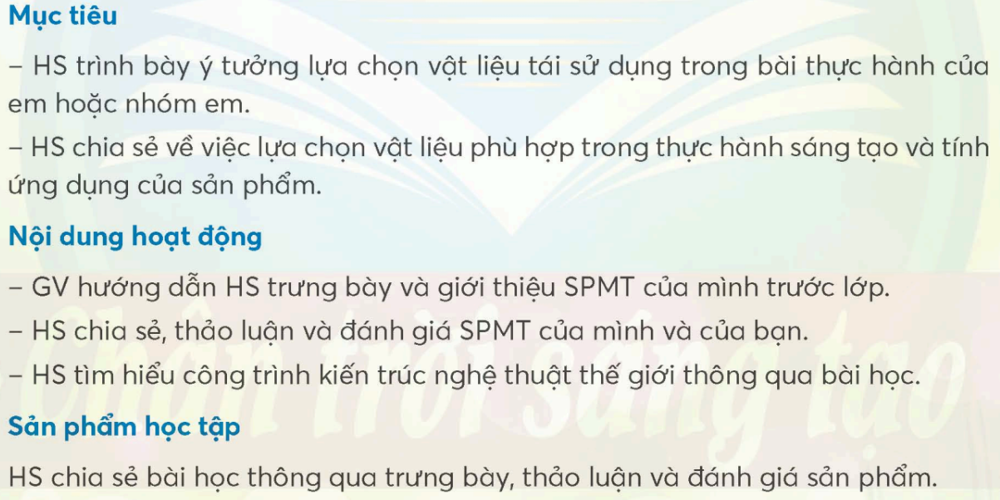 Mục tiêu
– HS trình bày ý tưởng lựa chọn vật liệu tái sử dụng trong bài thực hành của
em hoặc nhóm em.
– HS chia sẻ về việc lựa chọn vật liệu phù hợp trong thực hành sáng tạo và tính
ứng dụng của sản phẩm.
Nội dung hoạt động
– GV hướng dẫn HS trưng bày và giới thiệu SPMT của mình trước lớp.
– HS chia sẻ, thảo luận và đánh giá SPMT của mình và của bạn.
– HS tìm hiểu công trình kiến trúc nghệ thuật thế giới thông qua bài học.
Chân trời sáng tạo
Sản phẩm học tập
HS chia sẻ bài học thông qua trưng bày, thảo luận và đánh giá sản phẩm.